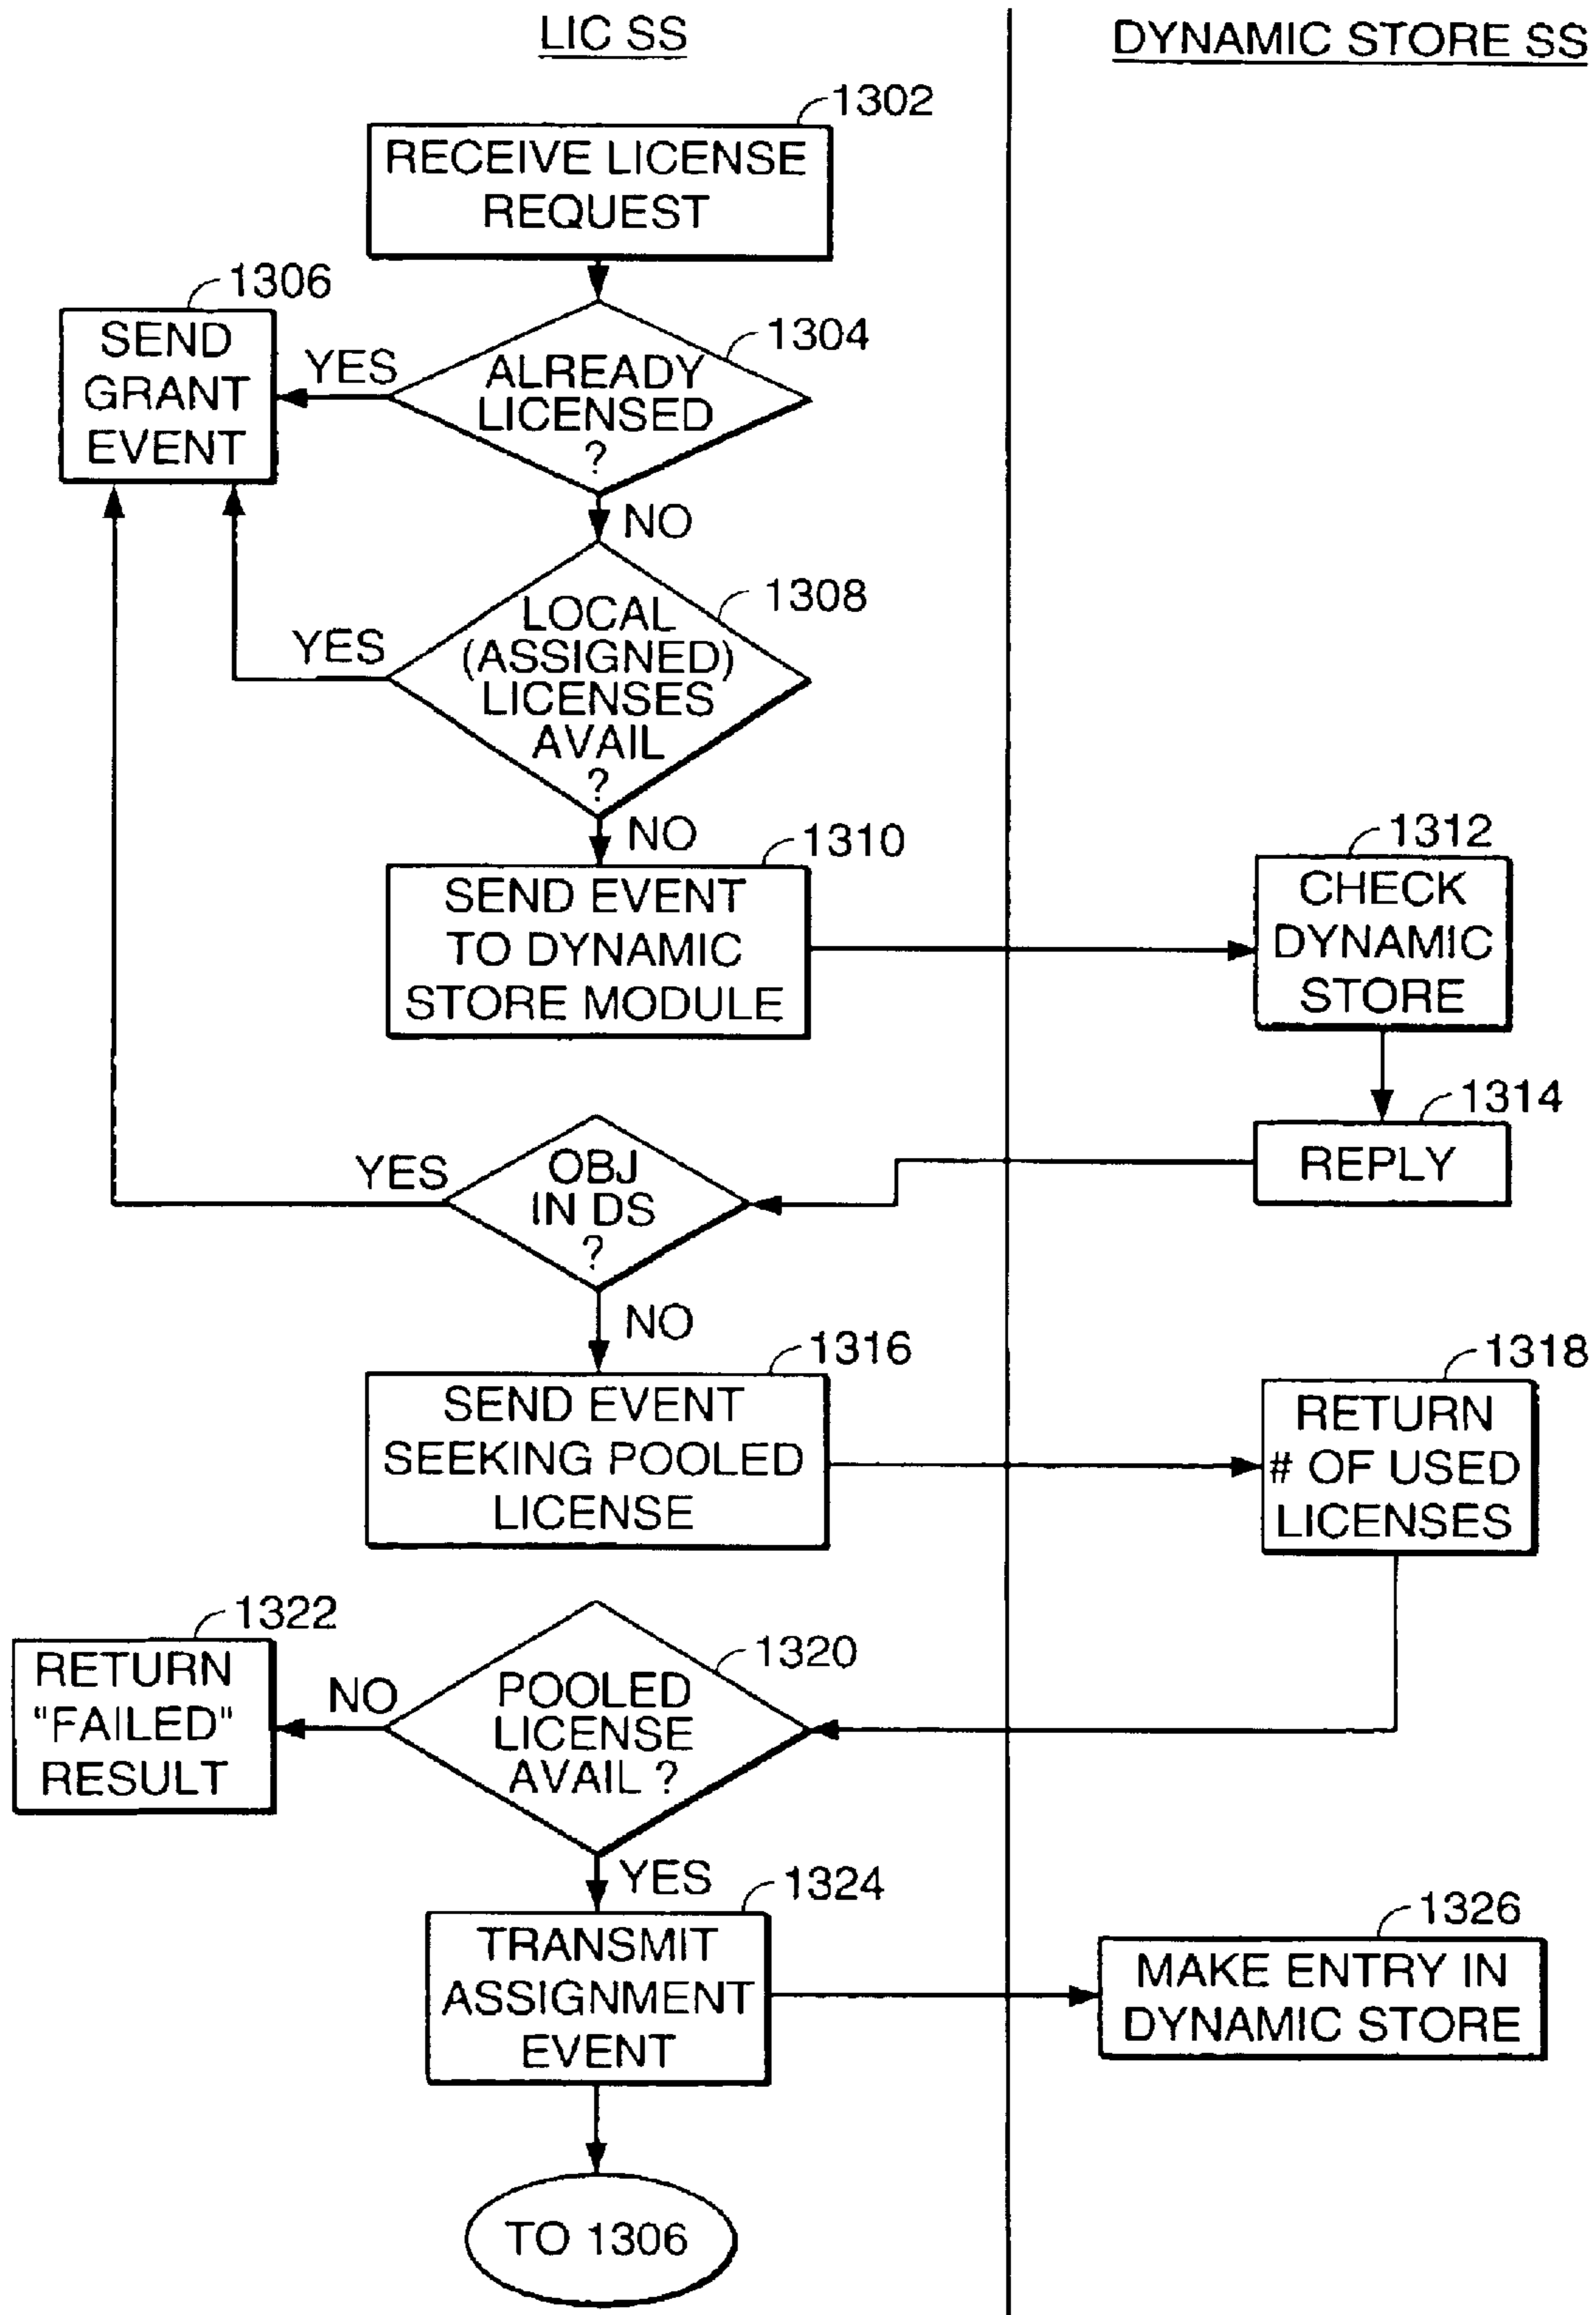 LIC SS
DYNAMIC STORE SS
1302
RECEIVE LICENSE
REQUEST
1306
SEND
GRANT
EVENT
YES
1304
ALREADY
LICENSED
?
NO
1308
LOCAL
(ASSIGNED)
LICENSES
AVAIL
?
YES
NO
1310
SEND EVENT
TO DYNAMIC
STORE MODULE
1312
CHECK
DYNAMIC
STORE
1314
REPLY
YES
OBJ
IN DS
?
NO
1316
SEND EVENT
SEEKING POOLED
LICENSE
1318
RETURN
# OF USED
LICENSES
1322
RETURN
"FAILED"
RESULT
NO
1320
POOLED
LICENSE
AVAIL ?
YES
1324
TRANSMIT
ASSIGNMENT
EVENT
1326
MAKE ENTRY IN
DYNAMIC STORE
TO 1306